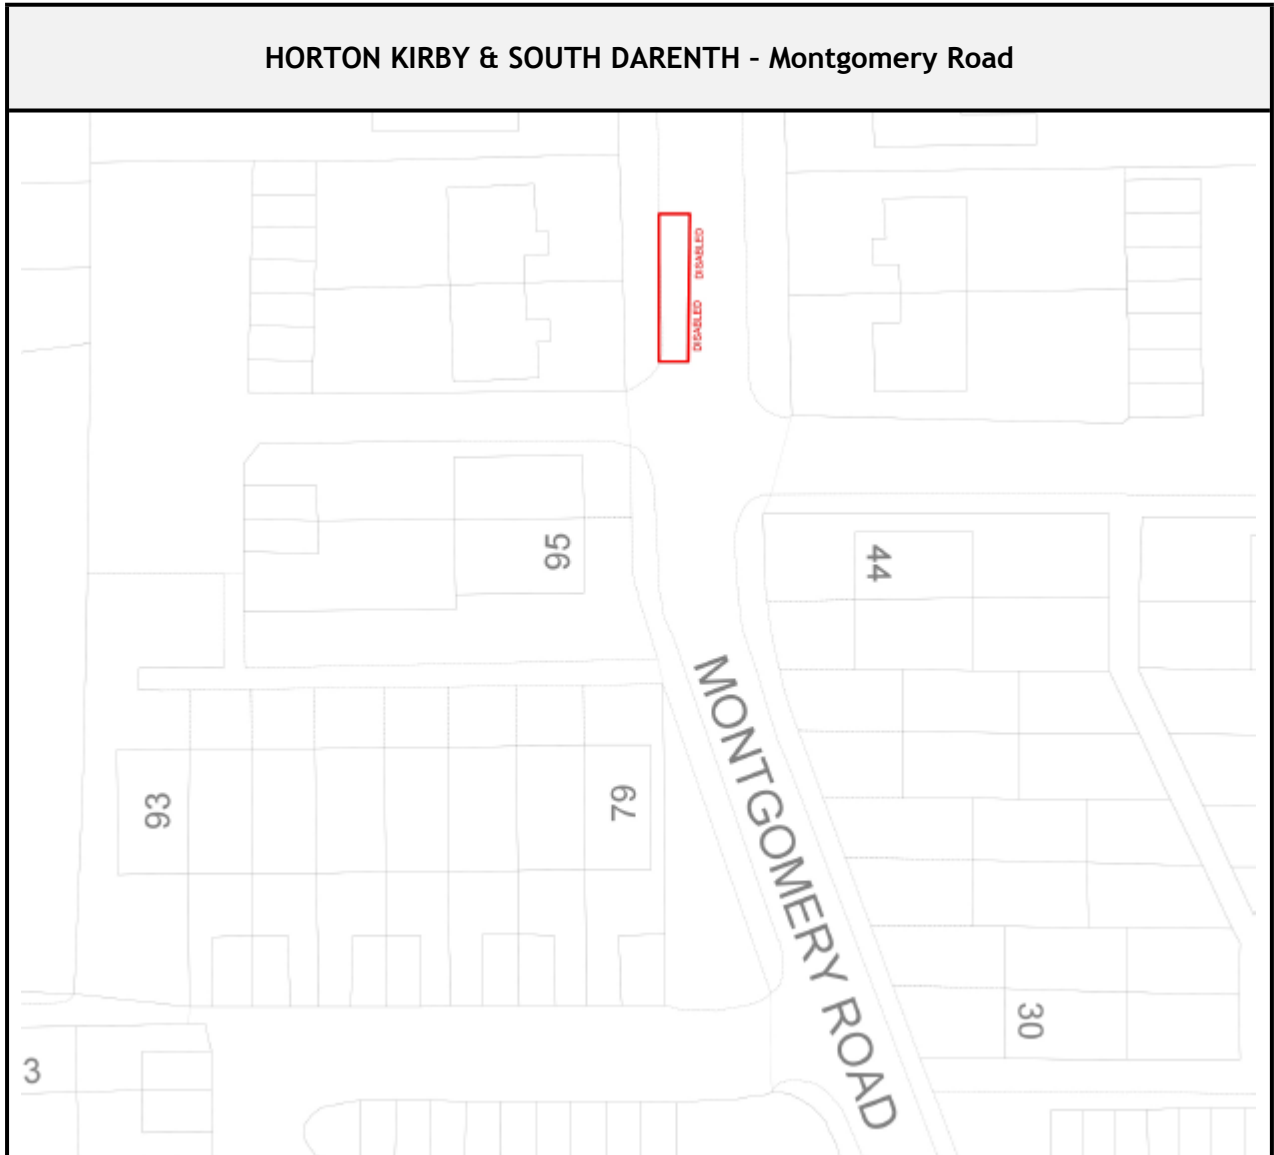 HORTON KIRBY & SOUTH DARENTH – Montgomery Road
DISABLED
DISABLED
95
44
MONTGOMERY ROAD
93
79
30
3